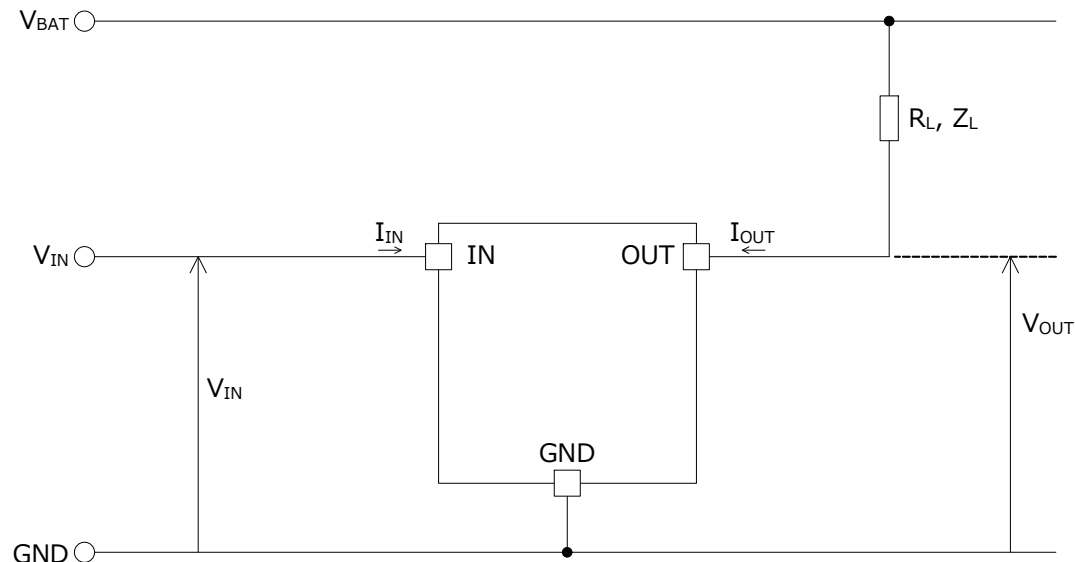 VBAT
RL, ZL
IIN
IOUT
VIN
IN
OUT
VOUT
VIN
GND
GND